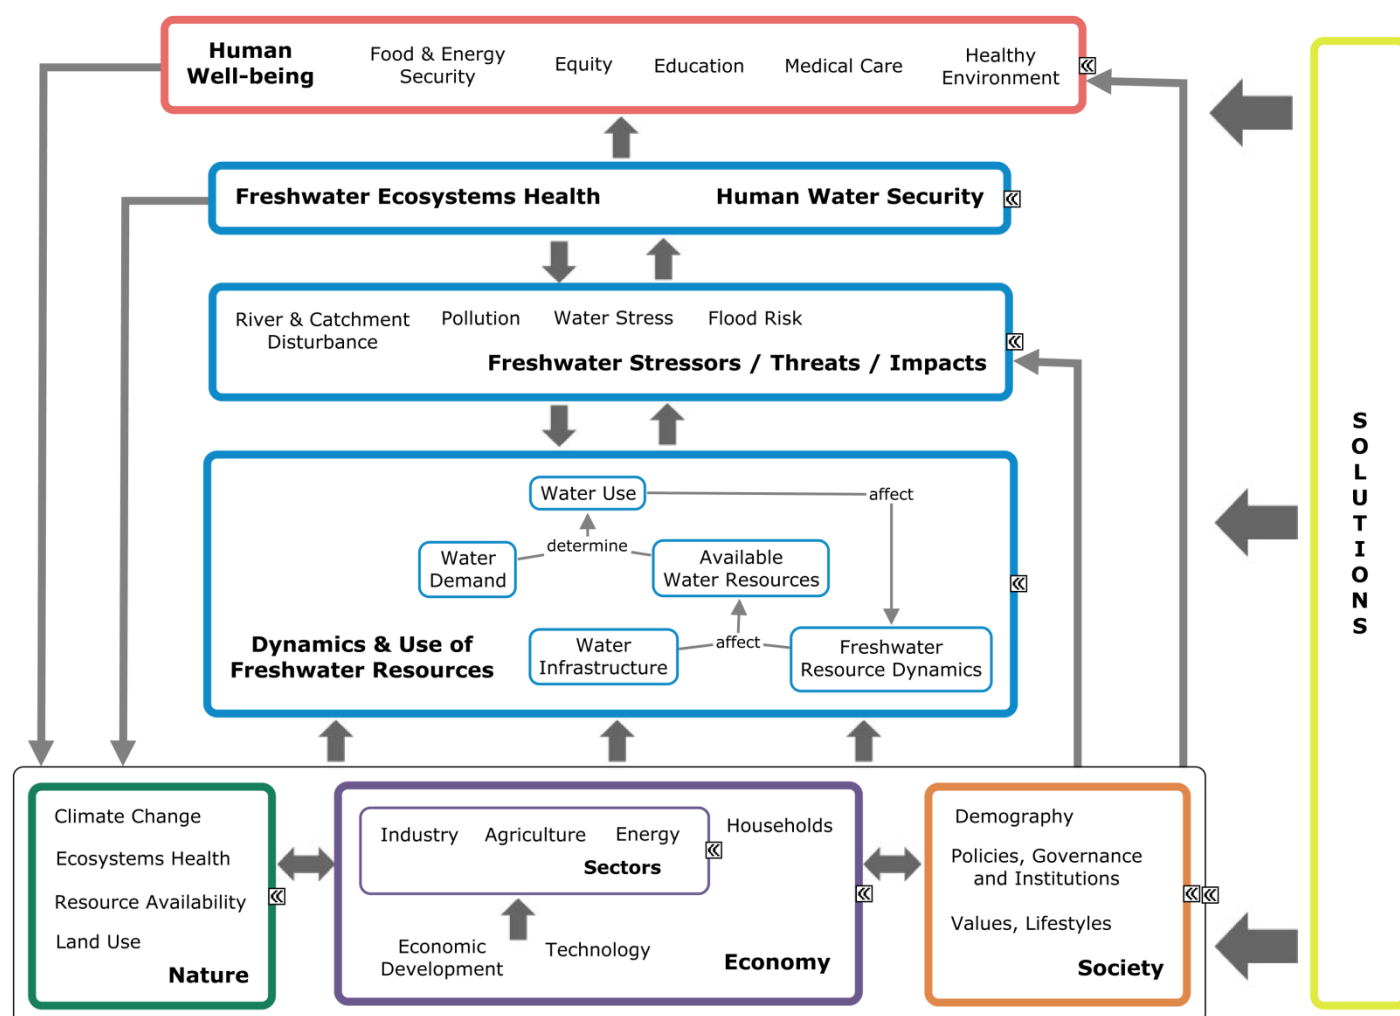 Human
Well-being
Food & Energy
Security
Equity
Education
Medical Care
Healthy
Environment
Freshwater Ecosystems Health
Human Water Security
River & Catchment
Disturbance
Pollution
Water Stress
Flood Risk
Freshwater Stressors / Threats / Impacts
Water Use
affect
determine
Water
Demand
Available
Water Resources
Dynamics & Use of
Freshwater Resources
Water
Infrastructure
affect
Freshwater
Resource Dynamics
Climate Change
Ecosystems Health
Resource Availability
Land Use
Nature
Industry
Agriculture
Energy
Sectors
Households
Economic
Development
Technology
Economy
Demography
Policies, Governance
and Institutions
Values, Lifestyles
Society
SOLUTIONS